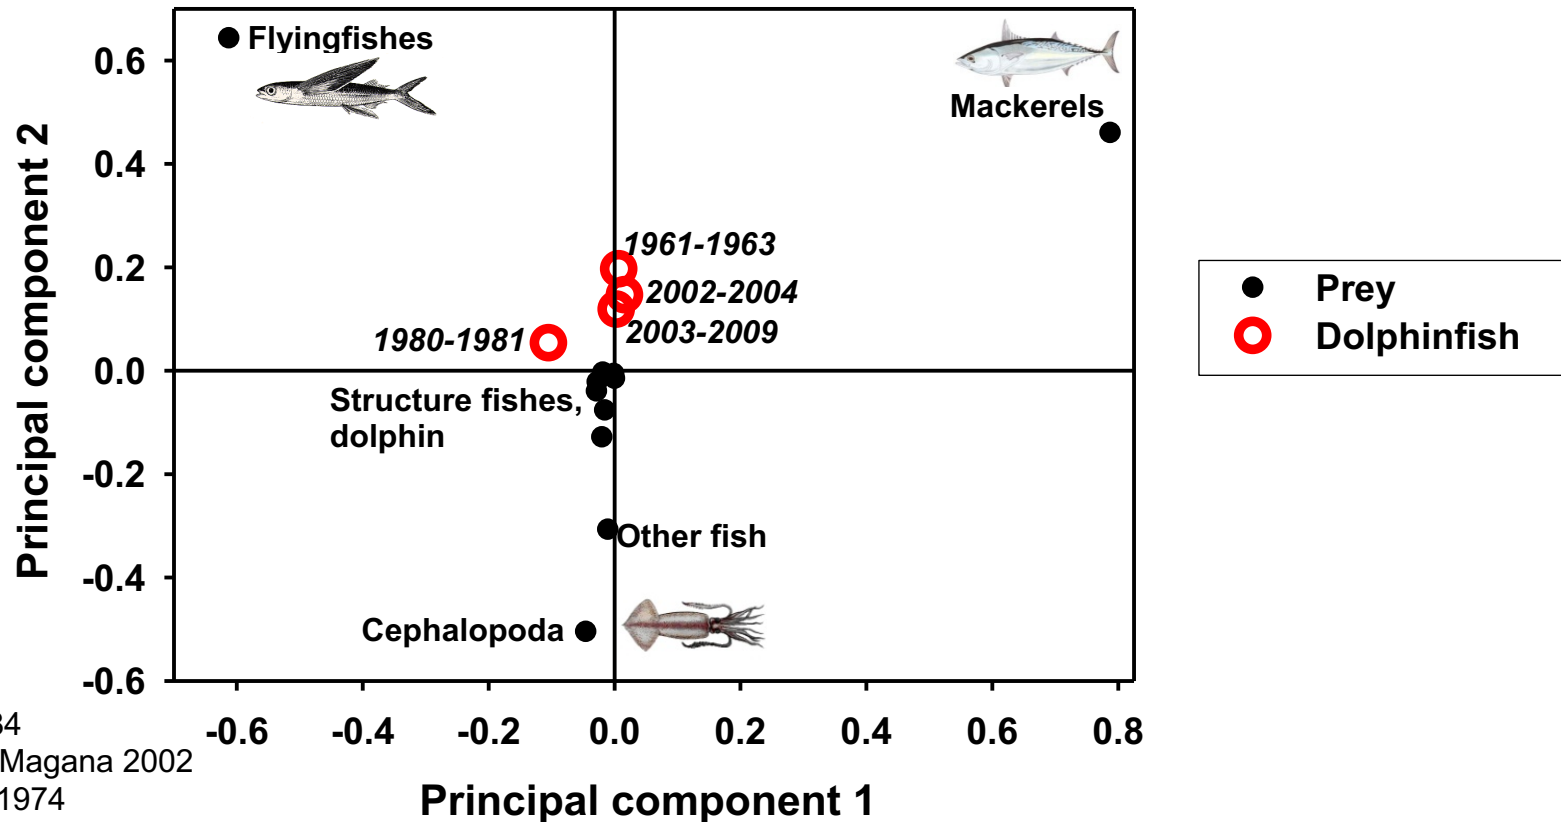 Flyingfishes
Mackerels
0.6
0.4
0.2
0.0
-0.2
-0.4
-0.6
Principal component 2
1961-1963
2002-2004
2003-2009
1980-1981
Structure fishes,
dolphin
Other fish
Cephalopoda
-0.6 -0.4 -0.2 0.0 0.2 0.4 0.6 0.8
Principal component 1
Prey
Dolphinfish
Magana 2002
1974